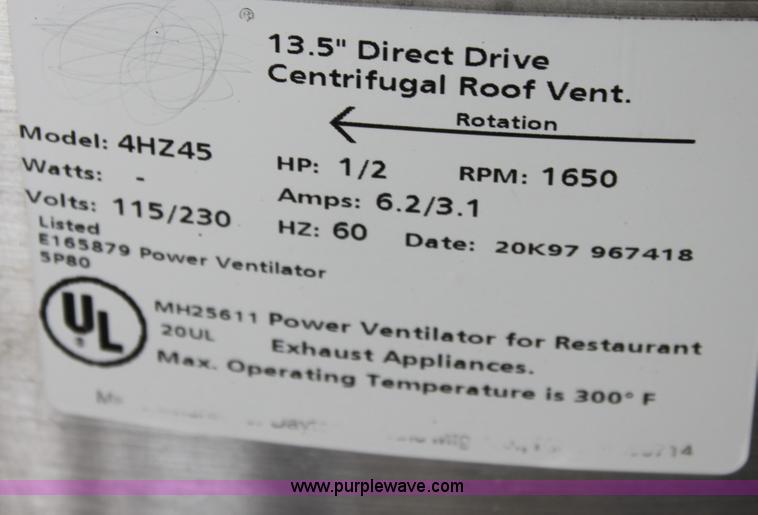 ®
13.5" Direct Drive
Centrifugal Roof Vent.
Rotation
Model: 4HZ45
HP: 1/2 RPM: 1650
Watts: -
Amps: 6.2/3.1
Volts: 115/230
HZ: 60 Date: 20K97 967418
Listed
E165879 Power Ventilator
5P80
UL ®
MH25611 Power Ventilator for Restaurant
20UL Exhaust Appliances.
Max. Operating Temperature is 300° F
www.purplewave.com